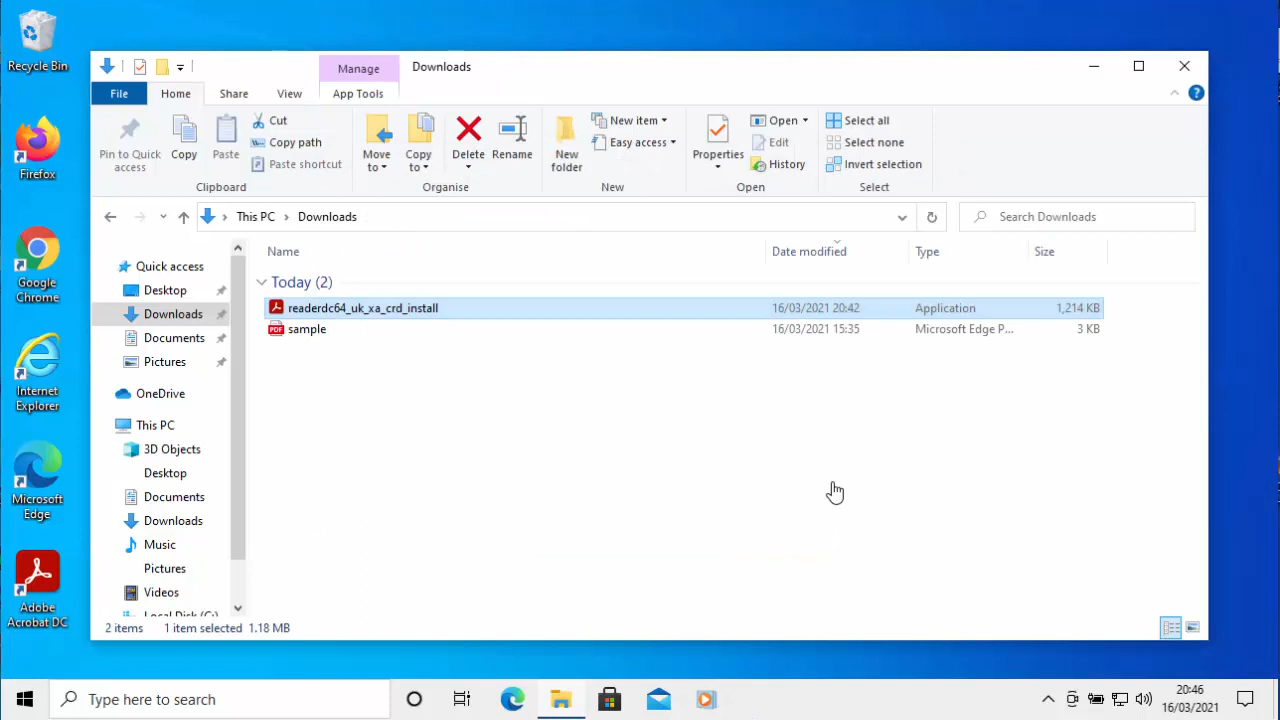 Recycle Bin
Firefox
Google
Chrome
Internet
Explorer
Microsoft
Edge
Adobe
Acrobat DC
Manage
Downloads
File
Home
Share
View
App Tools
Pin to Quick
access
Copy
Paste
Cut
Copy path
Paste shortcut
Clipboard
Move
to
Copy
to
Delete
Rename
Organise
New
folder
New item
Easy access
New
Properties
Open
Edit
History
Open
Select all
Select none
Invert selection
Select
This PC
Downloads
Search Downloads
Quick access
Desktop
Downloads
Documents
Pictures
OneDrive
This PC
3D Objects
Desktop
Documents
Downloads
Music
Pictures
Videos
Local Disk (C:)
Name
Date modified
Type
Size
Today (2)
readerdc64_uk_xa_crd_install
16/03/2021 20:42
Application
1,214 KB
PDF
sample
16/03/2021 15:35
Microsoft Edge P...
3 KB
2 items
1 item selected
1.18 MB
Type here to search
20:46
16/03/2021